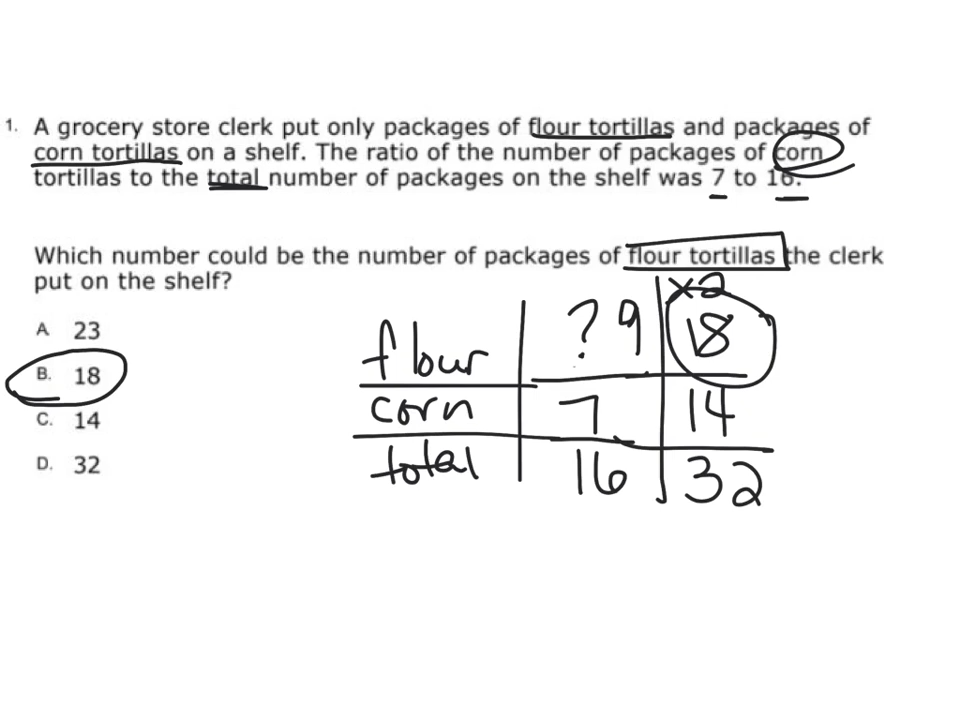 1. A grocery store clerk put only packages of flour tortillas and packages of
corn tortillas on a shelf. The ratio of the number of packages of corn
tortillas to the total number of packages on the shelf was 7 to 16.
Which number could be the number of packages of flour tortillas the clerk
put on the shelf?
A. 23
B. 18
C. 14
D. 32
x2
flour ? 9 18
corn 7 14
total 16 32